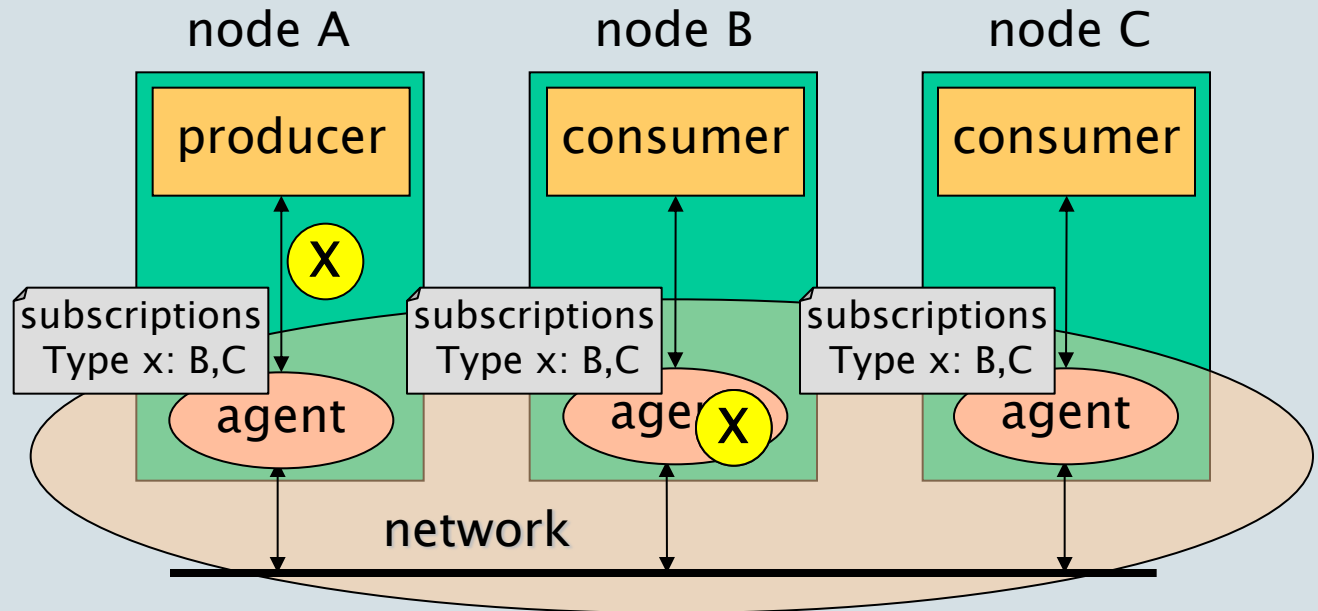 node A
node B
node C
producer
consumer
consumer
X
subscriptions
Type x: B,C
subscriptions
Type x: B,C
subscriptions
Type x: B,C
agent
X
agent
network